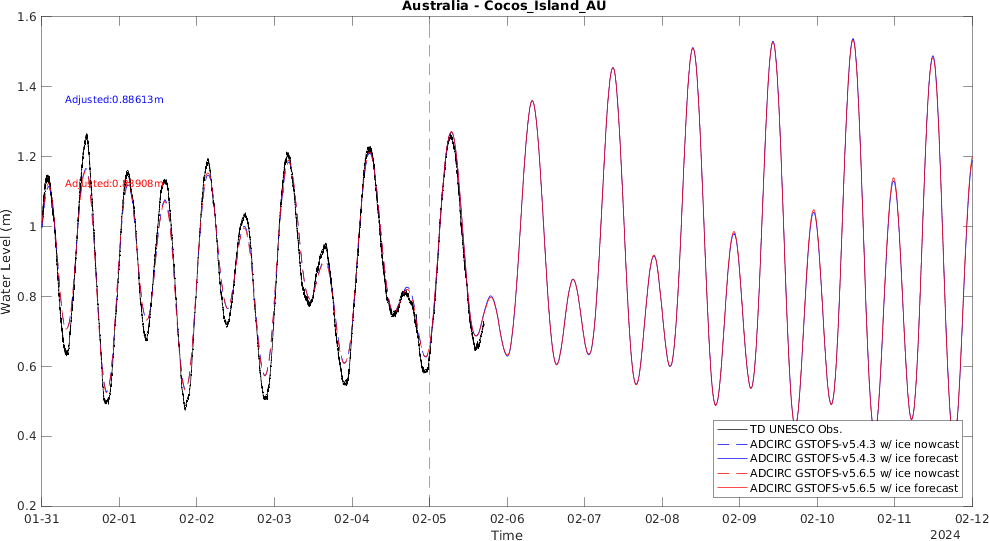 Australia - Cocos_Island_AU
Water Level (m)
1.6
1.4
1.2
1
0.8
0.6
0.4
0.2
Adjusted:0.88613m
Adjusted:0.83908m
TD UNESCO Obs.
ADCIRC GSTOFS-v5.4.3 w/ ice nowcast
ADCIRC GSTOFS-v5.4.3 w/ ice forecast
ADCIRC GSTOFS-v5.6.5 w/ ice nowcast
ADCIRC GSTOFS-v5.6.5 w/ ice forecast
01-31 02-01 02-02 02-03 02-04 02-05 02-06 02-07 02-08 02-09 02-10 02-11 02-12
Time
2024